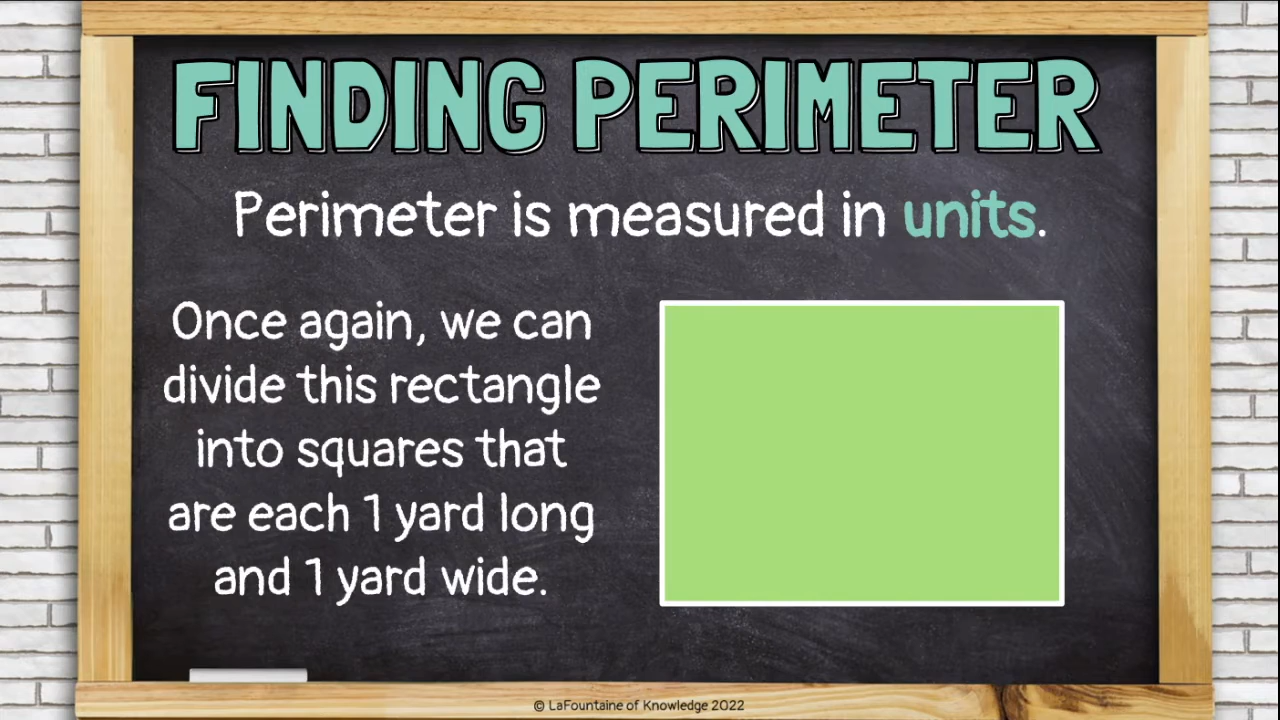 FINDING PERIMETER
Perimeter is measured in units.
Once again, we can
divide this rectangle
into squares that
are each 1 yard long
and 1 yard wide.
© LaFountaine of Knowledge 2022